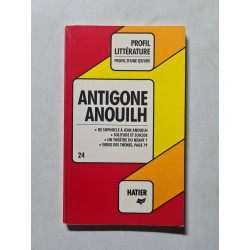 PROFIL
LITTÉRATURE
PROFIL D'UNE ŒUVRE
ANTIGONE
ANOUILH
• DE SOPHOCLE À JEAN ANOUILH
• SOLITUDE ET SUICIDE
• UN THÉÂTRE DU NÉANT ?
• INDEX DES THÈMES, PAGE 79
24
HATIER